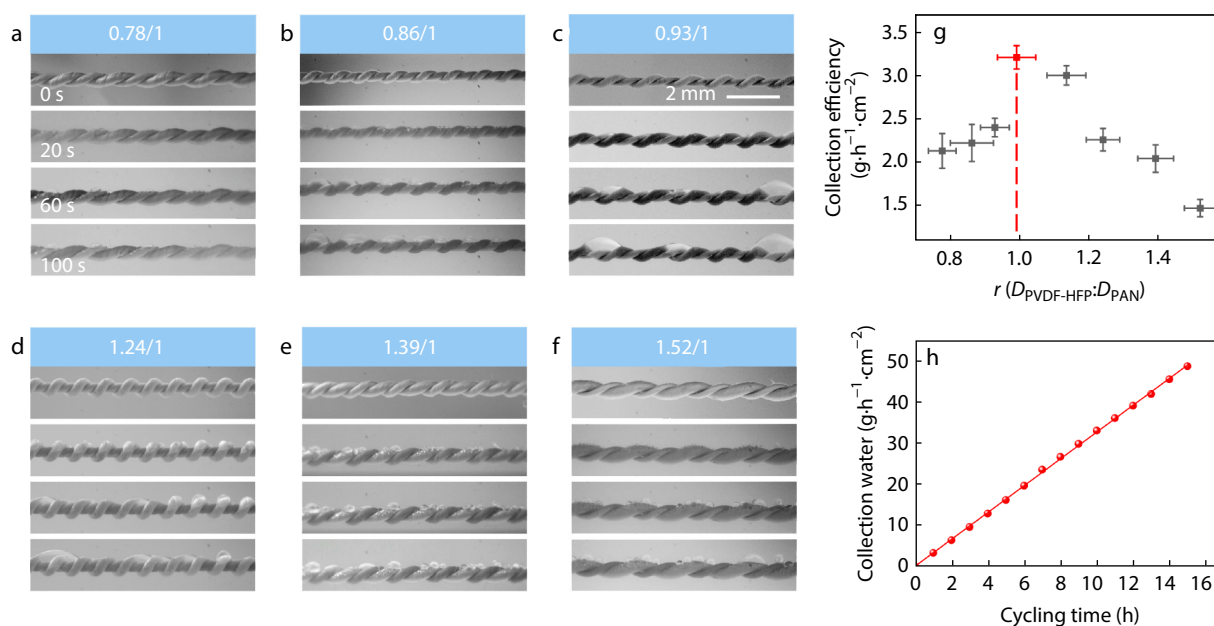 a
0.78/1
0 s
20 s
60 s
100 s
b
0.86/1
c
0.93/1
2 mm
d
1.24/1
e
1.39/1
f
1.52/1
g
Collection efficiency
(g·h⁻¹·cm⁻²)
3.5
3.0
2.5
2.0
1.5
0.8
1.0
1.2
1.4
r (D_PVDF-HFP:D_PAN)
h
Collection water (g·h⁻¹·cm⁻²)
50
40
30
20
10
0
0 2 4 6 8 10 12 14 16
Cycling time (h)